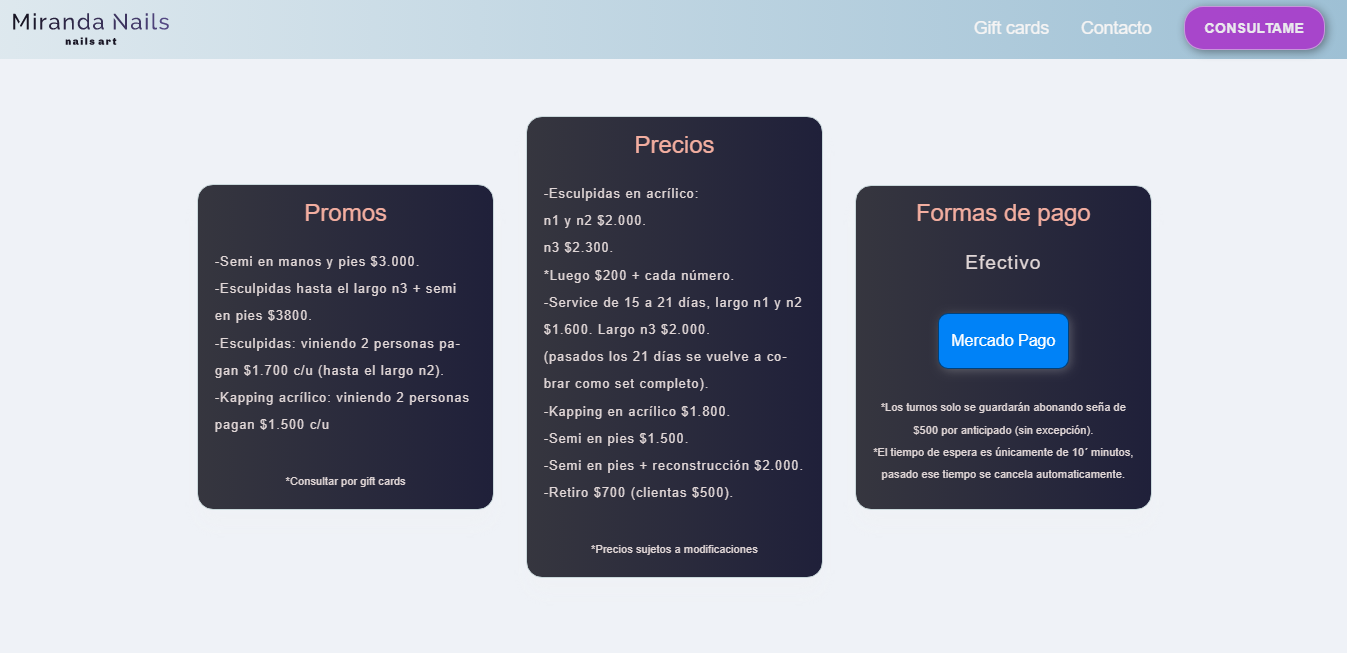 Miranda Nails
nails art
Gift cards
Contacto
CONSULTAME
Promos
-Semi en manos y pies $3.000.
-Esculpidas hasta el largo n3 + semi
en pies $3800.
-Esculpidas: viniendo 2 personas pa-
gan $1.700 c/u (hasta el largo n2).
-Kapping acrílico: viniendo 2 personas
pagan $1.500 c/u
*Consultar por gift cards
Precios
-Esculpidas en acrílico:
n1 y n2 $2.000.
n3 $2.300.
*Luego $200 + cada número.
-Service de 15 a 21 días, largo n1 y n2
$1.600. Largo n3 $2.000.
(pasados los 21 días se vuelve a co-
brar como set completo).
-Kapping en acrílico $1.800.
-Semi en pies $1.500.
-Semi en pies + reconstrucción $2.000.
-Retiro $700 (clientas $500).
*Precios sujetos a modificaciones
Formas de pago
Efectivo
Mercado Pago
*Los turnos solo se guardarán abonando seña de
$500 por anticipado (sin excepción).
*El tiempo de espera es únicamente de 10´ minutos,
pasado ese tiempo se cancela automaticamente.